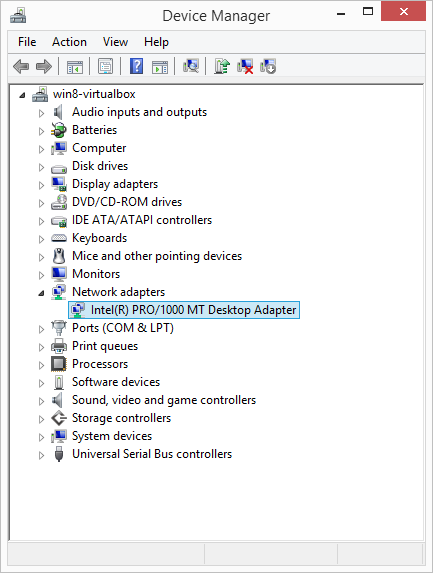 Device Manager
File Action View Help
win8-virtualbox
Audio inputs and outputs
Batteries
Computer
Disk drives
Display adapters
DVD/CD-ROM drives
IDE ATA/ATAPI controllers
Keyboards
Mice and other pointing devices
Monitors
Network adapters
Intel(R) PRO/1000 MT Desktop Adapter
Ports (COM & LPT)
Print queues
Processors
Software devices
Sound, video and game controllers
Storage controllers
System devices
Universal Serial Bus controllers